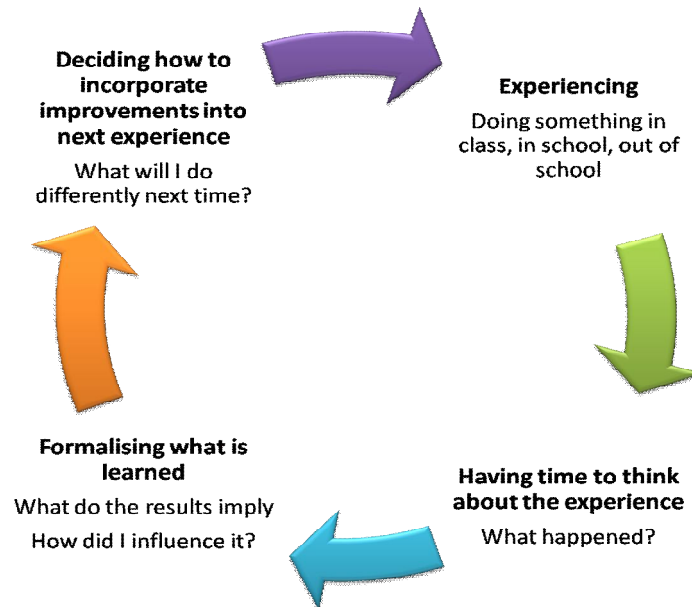 Deciding how to
incorporate
improvements into
next experience
What will I do
differently next time?
Experiencing
Doing something in
class, in school, out of
school
Having time to think
about the experience
What happened?
Formalising what is
learned
What do the results imply
How did I influence it?